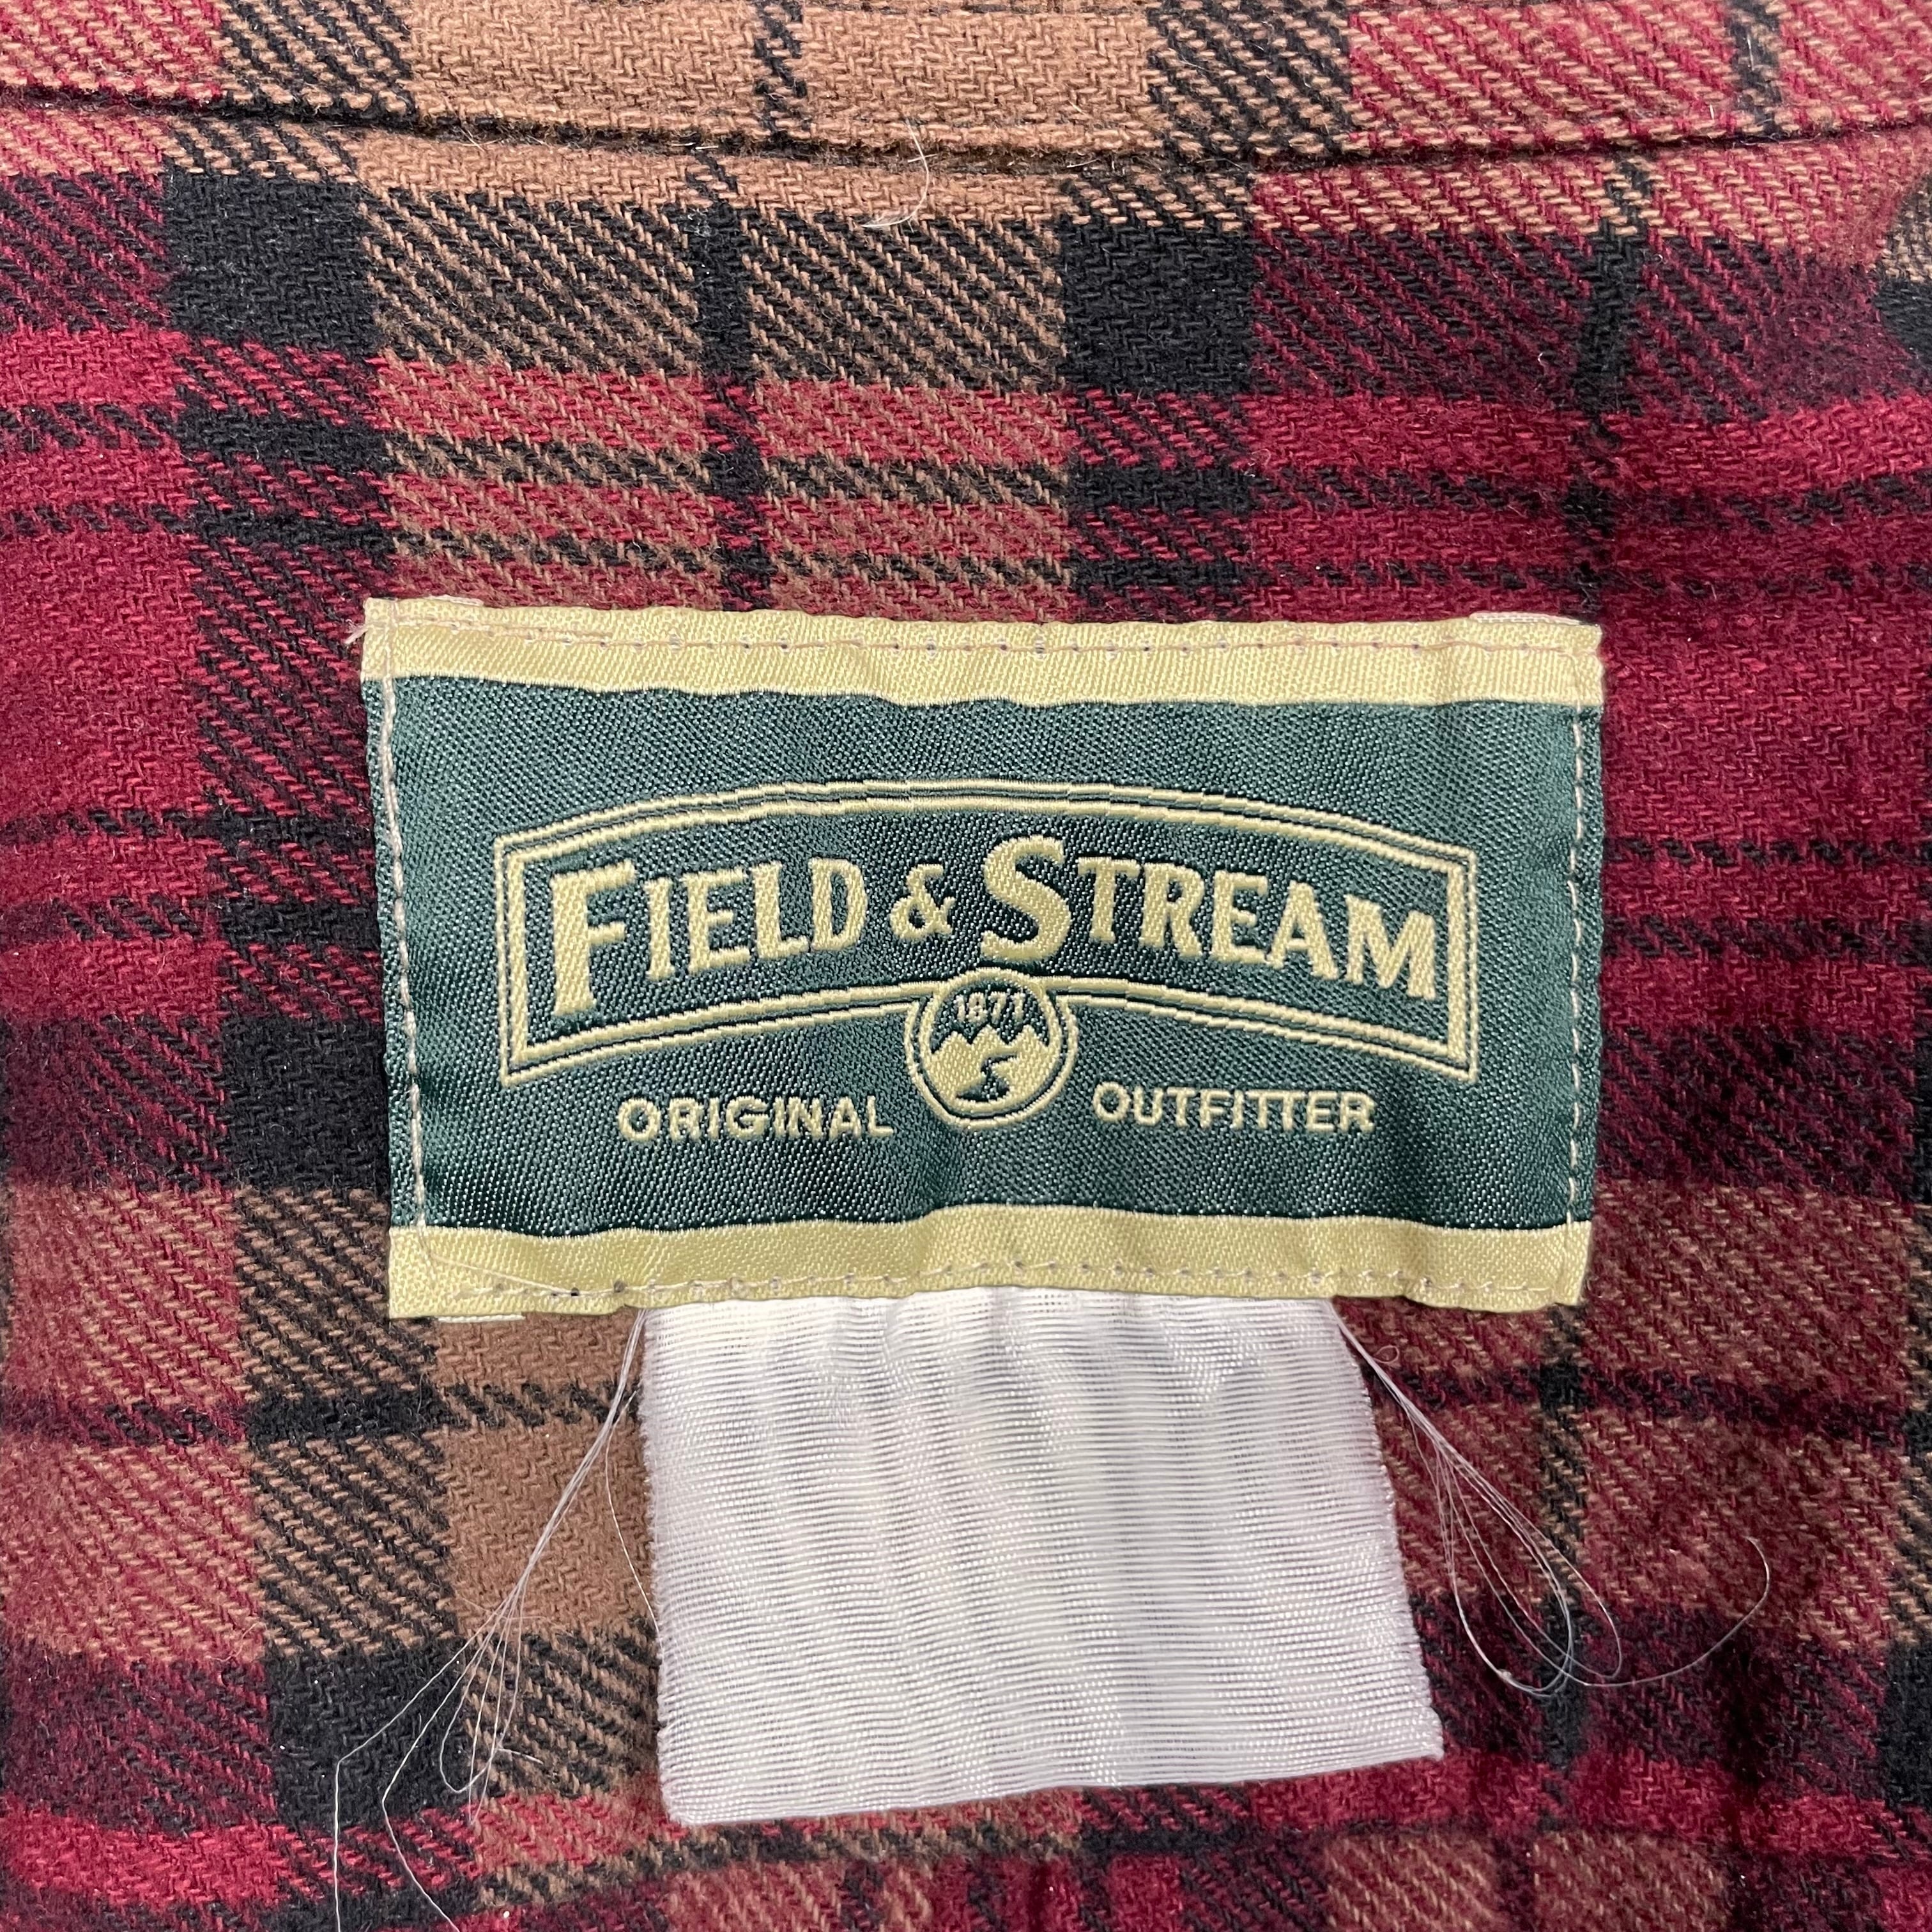 FIELD & STREAM
1871
ORIGINAL OUTFITTER